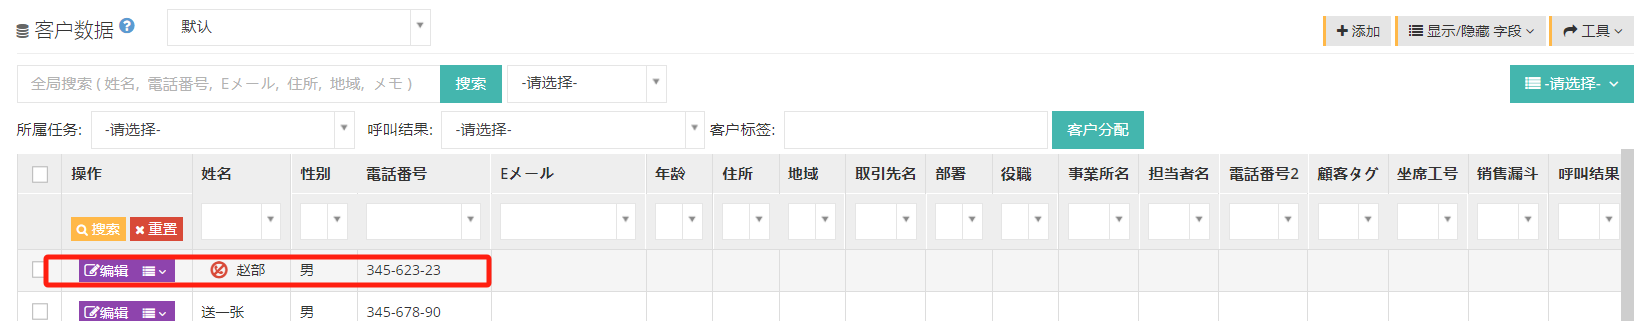 客户数据 默认 添加 显示/隐藏 字段 工具
全局搜索 ( 姓名, 電話番号, Eメール, 住所, 地域, メモ ) 搜索 -请选择- -请选择-
所属任务: -请选择- 呼叫结果: -请选择- 客户标签: 客户分配
操作 姓名 性别 電話番号 Eメール 年龄 住所 地域 取引先名 部署 役職 事業所名 担当者名 電話番号2 顧客タグ 坐席工号 销售漏斗 呼叫结果
搜索 重置
编辑 赵部 男 345-623-23
编辑 送一张 男 345-678-90